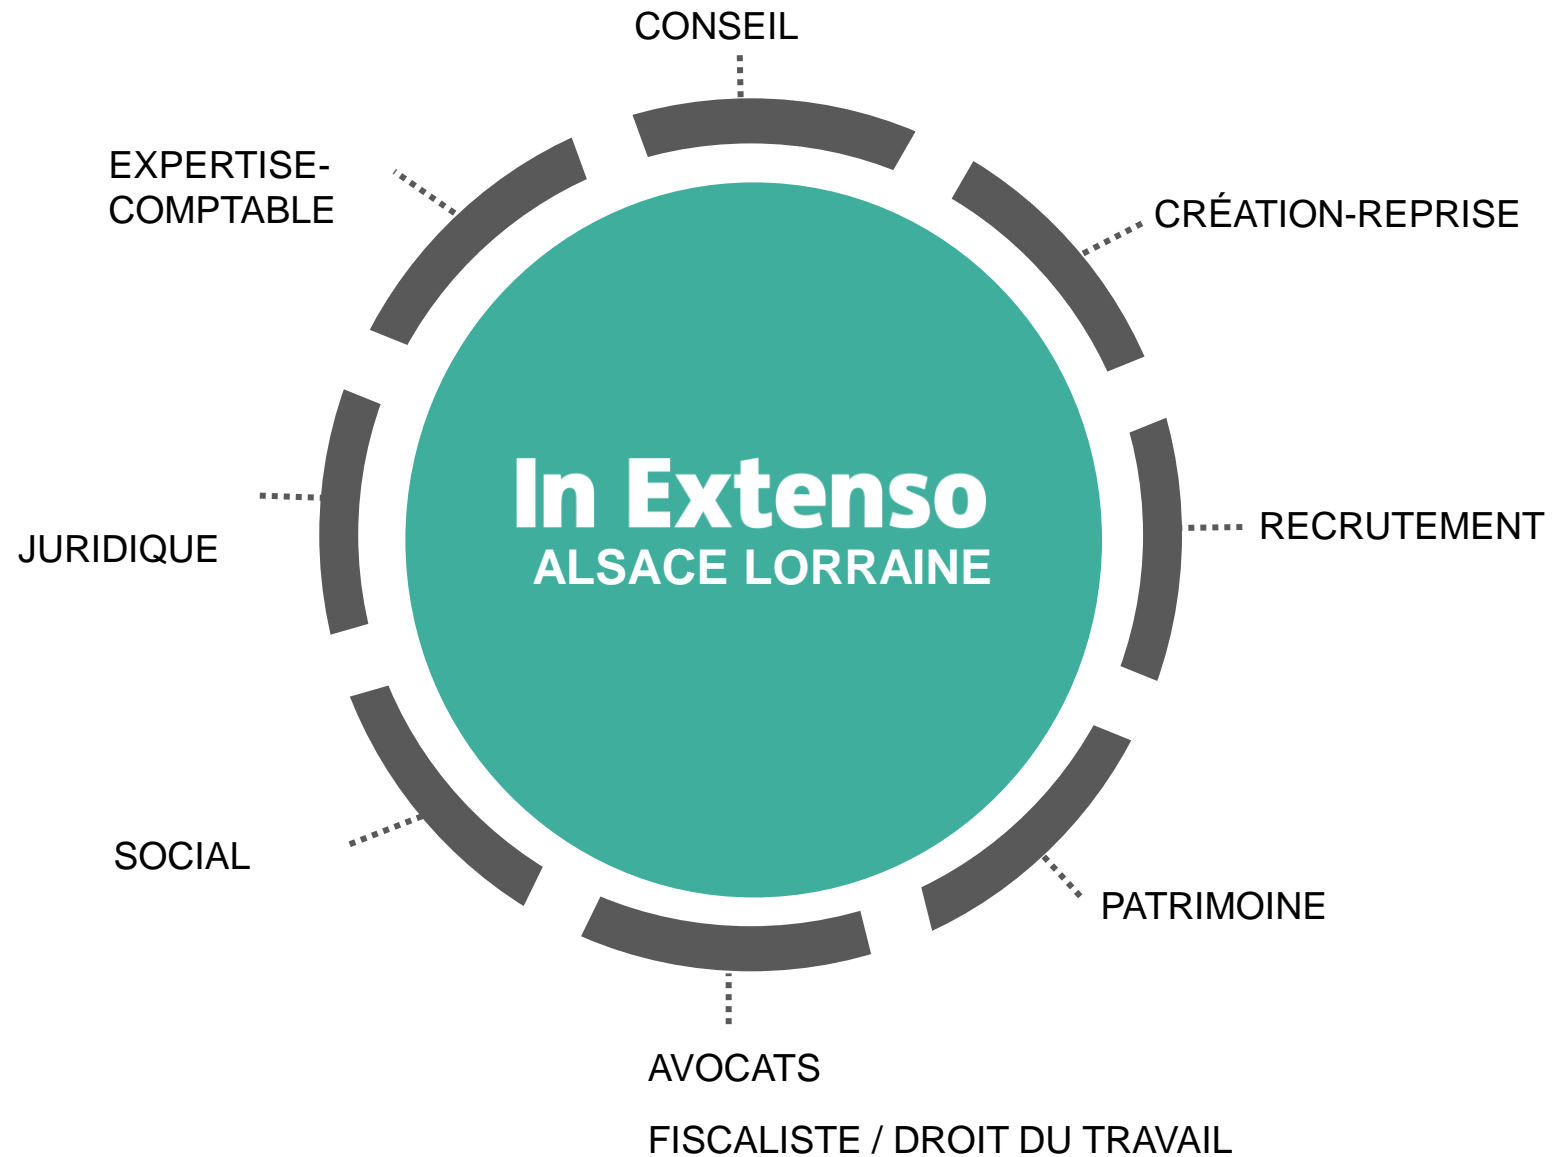 CONSEIL
EXPERTISE-
COMPTABLE
CRÉATION-REPRISE
In Extenso
ALSACE LORRAINE
RECRUTEMENT
JURIDIQUE
SOCIAL
PATRIMOINE
AVOCATS
FISCALISTE / DROIT DU TRAVAIL